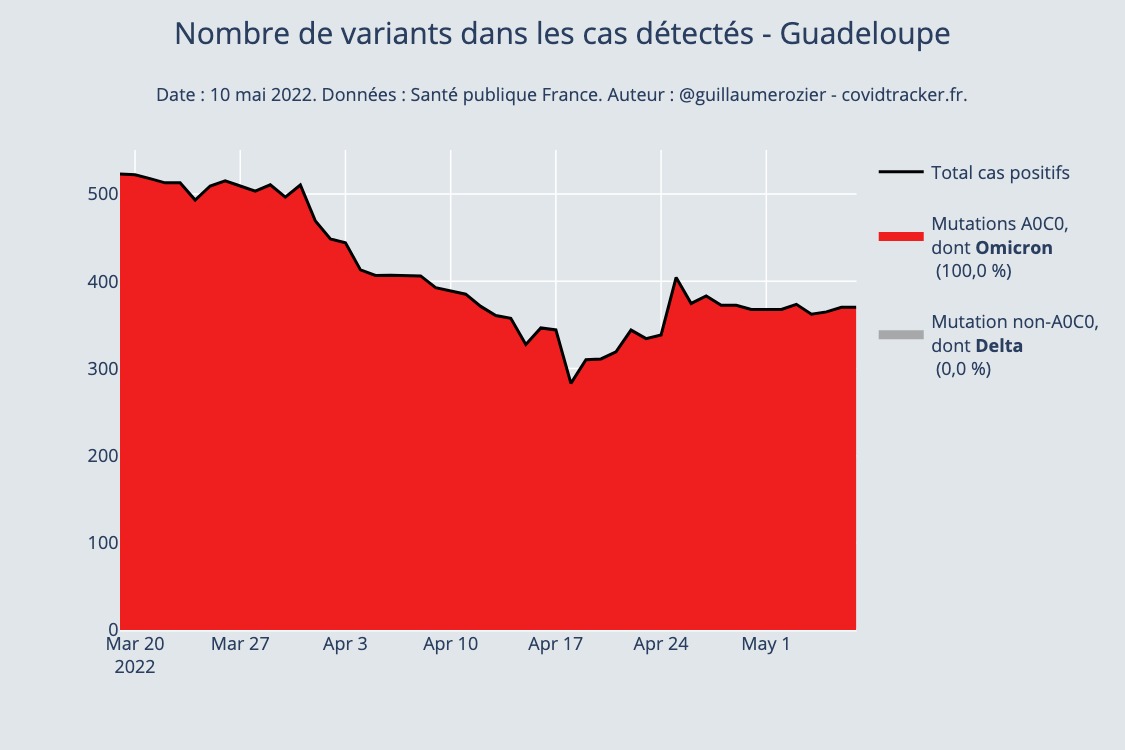 Nombre de variants dans les cas détectés - Guadeloupe
Date : 10 mai 2022. Données : Santé publique France. Auteur : @guillaumerozier - covidtracker.fr.
Total cas positifs
Mutations A0C0,
dont Omicron
(100,0 %)
Mutation non-A0C0,
dont Delta
(0,0 %)
500
400
300
200
100
0
Mar 20
2022
Mar 27
Apr 3
Apr 10
Apr 17
Apr 24
May 1